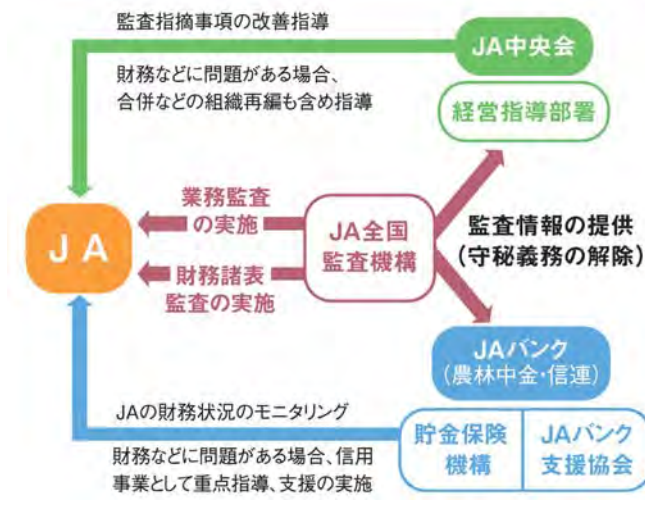 監査指摘事項の改善指導
財務などに問題がある場合、
合併などの組織再編も含め指導
JA中央会
経営指導部署
JA
業務監査
の実施
財務諸表
監査の実施
JA全国
監査機構
監査情報の提供
(守秘義務の解除)
JAバンク
(農林中金・信連)
貯金保険
機構
JAバンク
支援協会
JAの財務状況のモニタリング
財務などに問題がある場合、信用
事業として重点指導、支援の実施